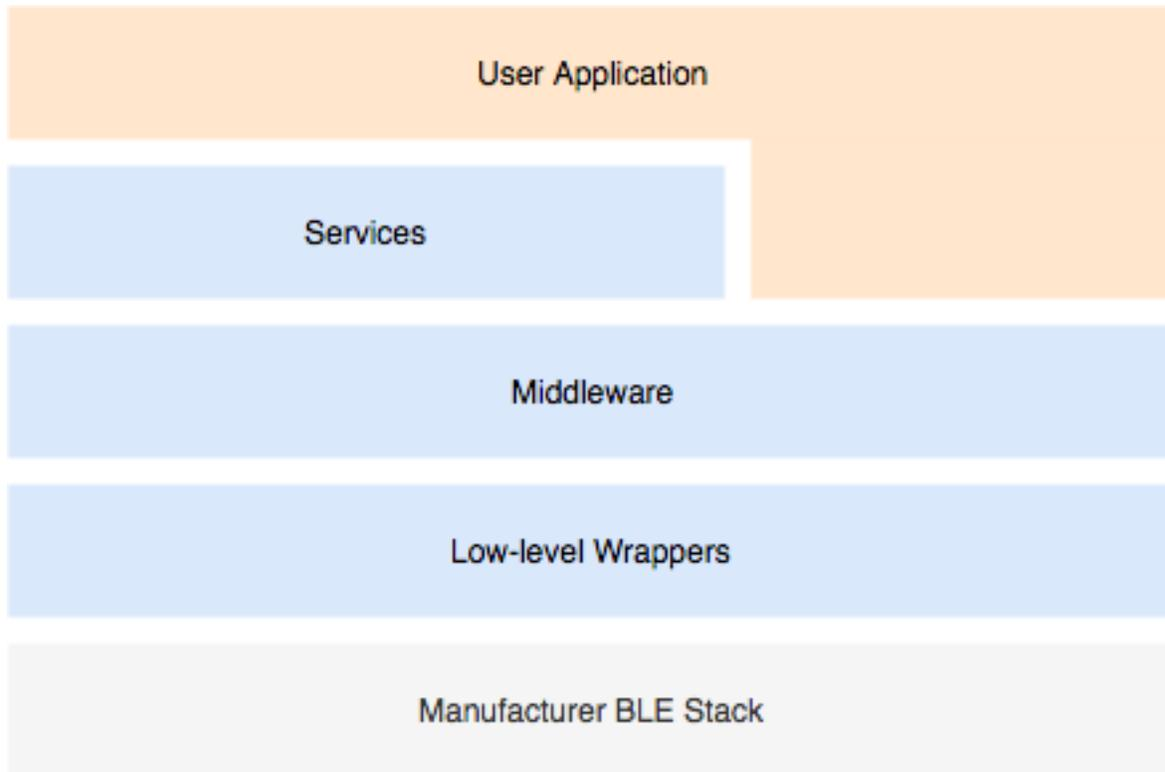 User Application
Services
Middleware
Low-level Wrappers
Manufacturer BLE Stack